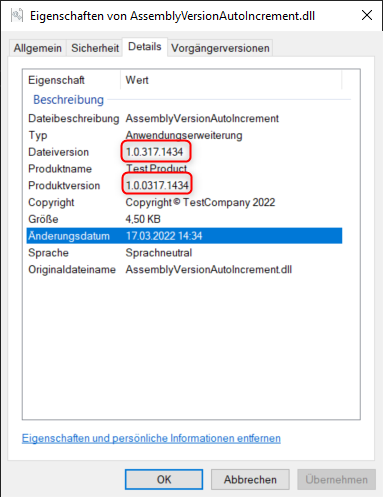 Eigenschaften von AssemblyVersionAutoIncrement.dll
Allgemein Sicherheit Details Vorgängerversionen
Eigenschaft Wert
Beschreibung
Dateibeschreibung AssemblyVersionAutoIncrement
Typ Anwendungserweiterung
Dateiversion 1.0.317.1434
Produktname Test Product
Produktversion 1.0.0317.1434
Copyright Copyright © TestCompany 2022
Größe 4,50 KB
Änderungsdatum 17.03.2022 14:34
Sprache Sprachneutral
Originaldateiname AssemblyVersionAutoIncrement.dll
Eigenschaften und persönliche Informationen entfernen
OK Abbrechen Übernehmen